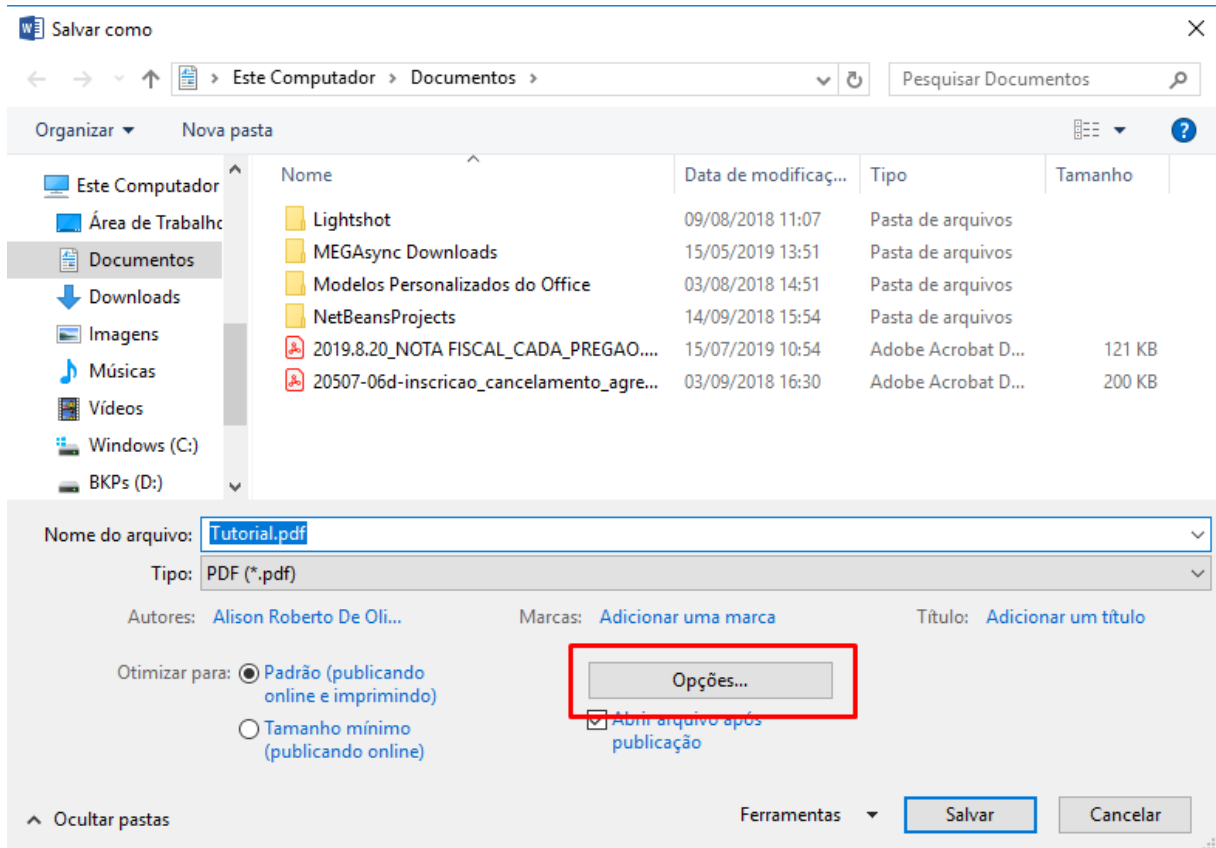 Salvar como
Este Computador > Documentos >
Pesquisar Documentos
Organizar
Nova pasta
Este Computador
Área de Trabalho
Documentos
Downloads
Imagens
Músicas
Vídeos
Windows (C:)
BKPs (D:)
Nome Data de modificaç... Tipo Tamanho
Lightshot 09/08/2018 11:07 Pasta de arquivos
MEGAsync Downloads 15/05/2019 13:51 Pasta de arquivos
Modelos Personalizados do Office 03/08/2018 14:51 Pasta de arquivos
NetBeansProjects 14/09/2018 15:54 Pasta de arquivos
2019.8.20_NOTA FISCAL_CADA_PREGAO.... 15/07/2019 10:54 Adobe Acrobat D... 121 KB
20507-06d-inscricao_cancelamento_agre... 03/09/2018 16:30 Adobe Acrobat D... 200 KB
Nome do arquivo: Tutorial.pdf
Tipo: PDF (*.pdf)
Autores: Alison Roberto De Oli...
Marcas: Adicionar uma marca
Título: Adicionar um título
Otimizar para:
Padrão (publicando
online e imprimindo)
Tamanho mínimo
(publicando online)
Opções...
Abrir arquivo após
publicação
Ocultar pastas
Ferramentas
Salvar
Cancelar